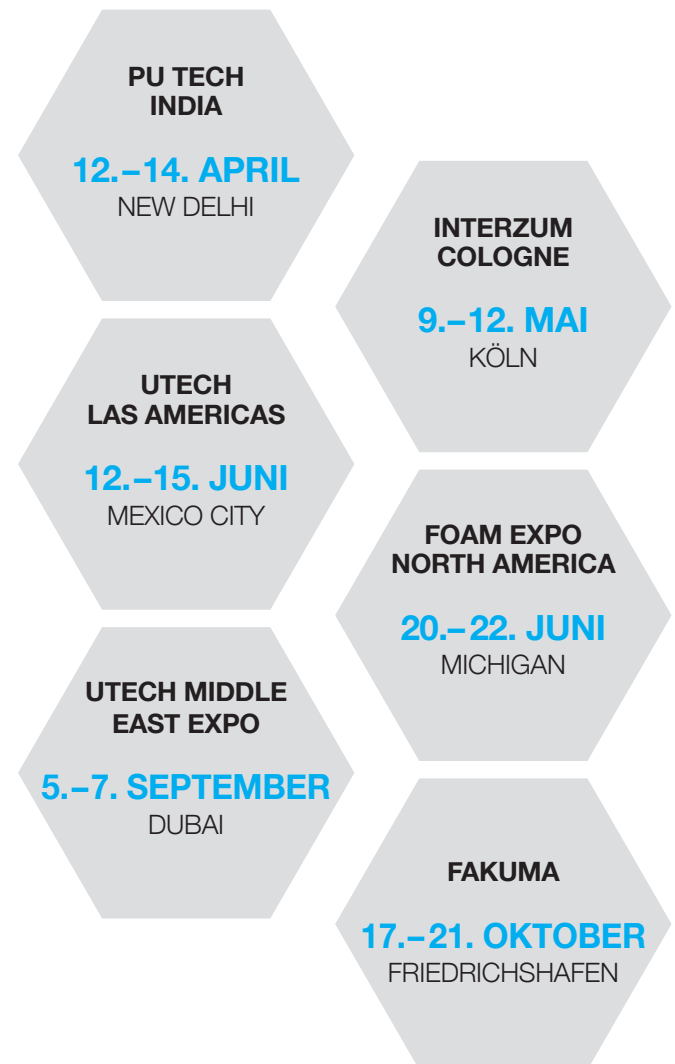 PU TECH
INDIA
12.–14. APRIL
NEW DELHI
INTERZUM
COLOGNE
9.–12. MAI
KÖLN
UTECH
LAS AMERICAS
12.–15. JUNI
MEXICO CITY
FOAM EXPO
NORTH AMERICA
20.–22. JUNI
MICHIGAN
UTECH MIDDLE
EAST EXPO
5.–7. SEPTEMBER
DUBAI
FAKUMA
17.–21. OKTOBER
FRIEDRICHSHAFEN